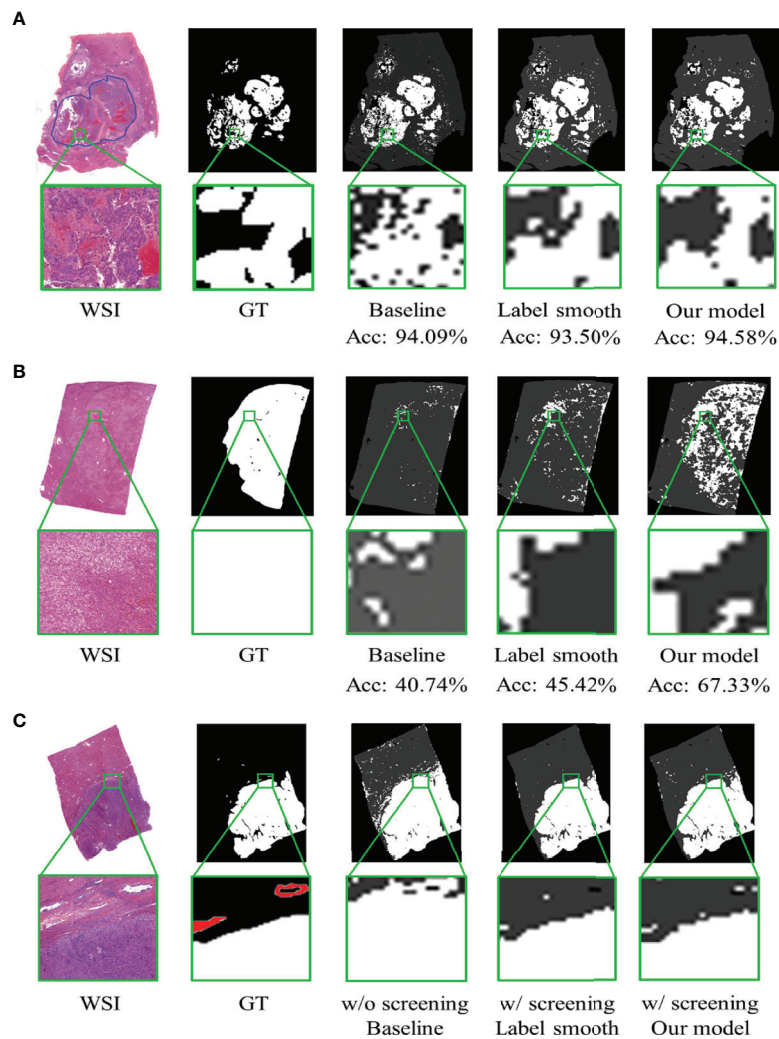 A
WSI GT Baseline Label smooth Our model
Acc: 94.09% Acc: 93.50% Acc: 94.58%
B
WSI GT Baseline Label smooth Our model
Acc: 40.74% Acc: 45.42% Acc: 67.33%
C
WSI GT w/o screening w/ screening w/ screening
Baseline Label smooth Our model